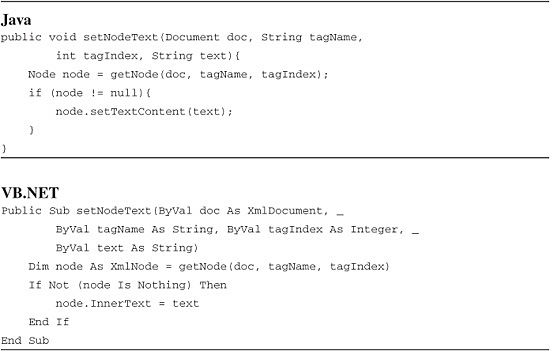 Java
public void setNodeText(Document doc, String tagName,
        int tagIndex, String text){
    Node node = getNode(doc, tagName, tagIndex);
    if (node != null){
        node.setTextContent(text);
    }
}
VB.NET
Public Sub setNodeText(ByVal doc As XmlDocument, _
        ByVal tagName As String, ByVal tagIndex As Integer, _
        ByVal text As String)
    Dim node As XmlNode = getNode(doc, tagName, tagIndex)
    If Not (node Is Nothing) Then
        node.InnerText = text
    End If
End Sub